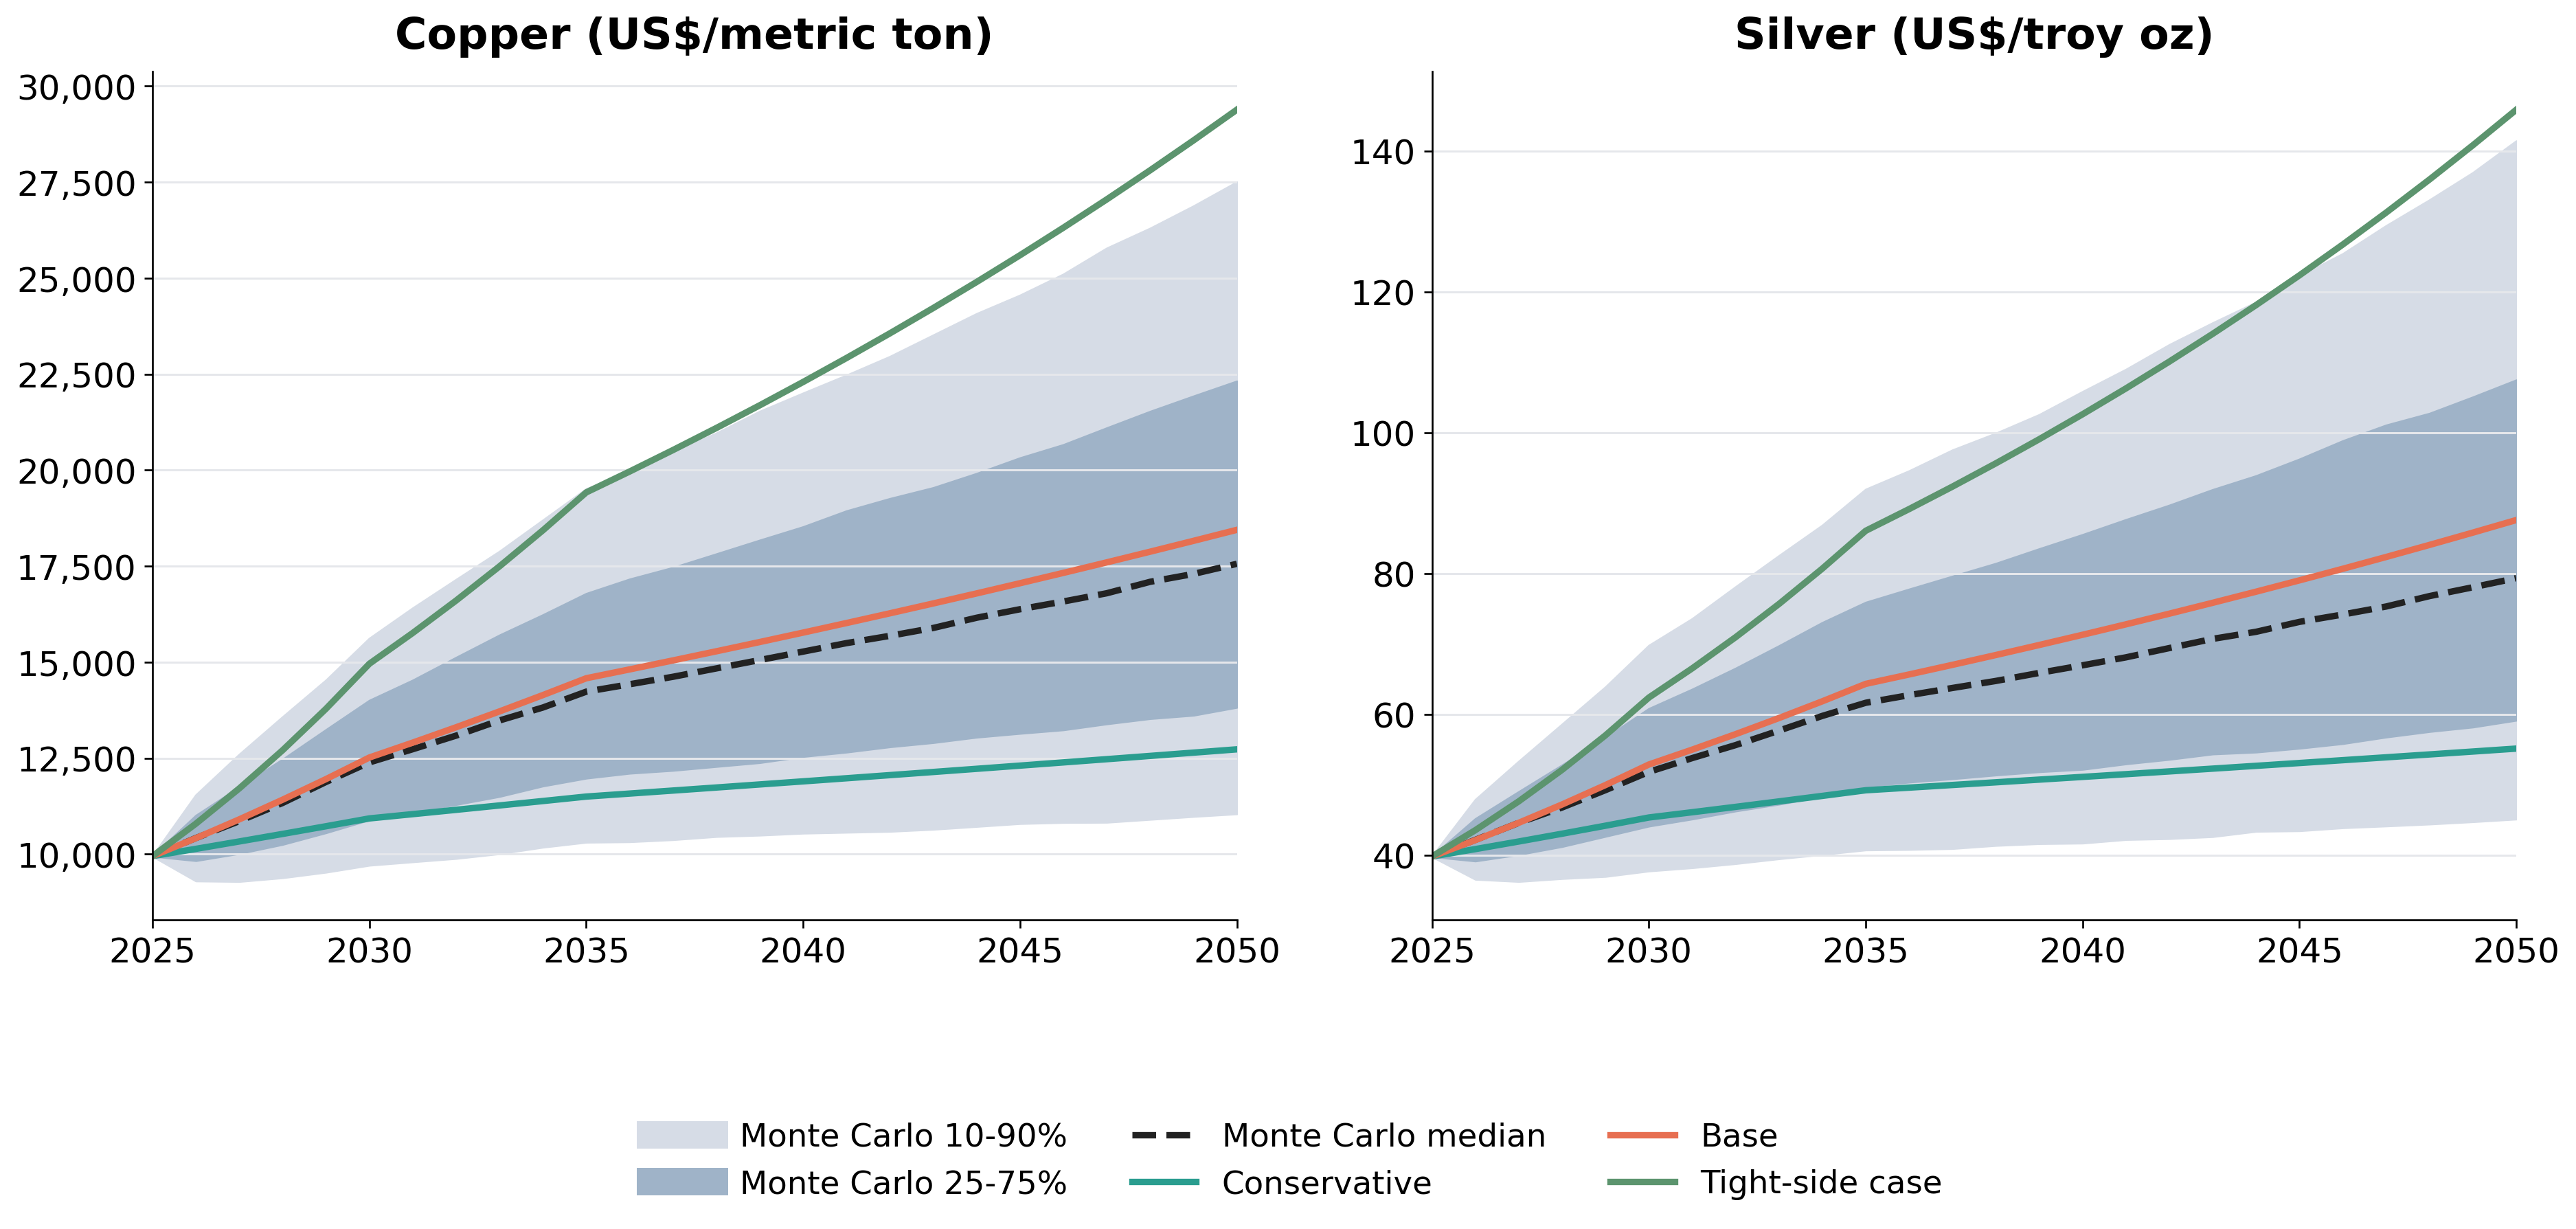 Copper (US$/metric ton)
30,000
27,500
25,000
22,500
20,000
17,500
15,000
12,500
10,000
2025 2030 2035 2040 2045 2050
Silver (US$/troy oz)
140
120
100
80
60
40
2025 2030 2035 2040 2045 2050
Monte Carlo 10-90%
Monte Carlo 25-75%
Monte Carlo median
Conservative
Base
Tight-side case